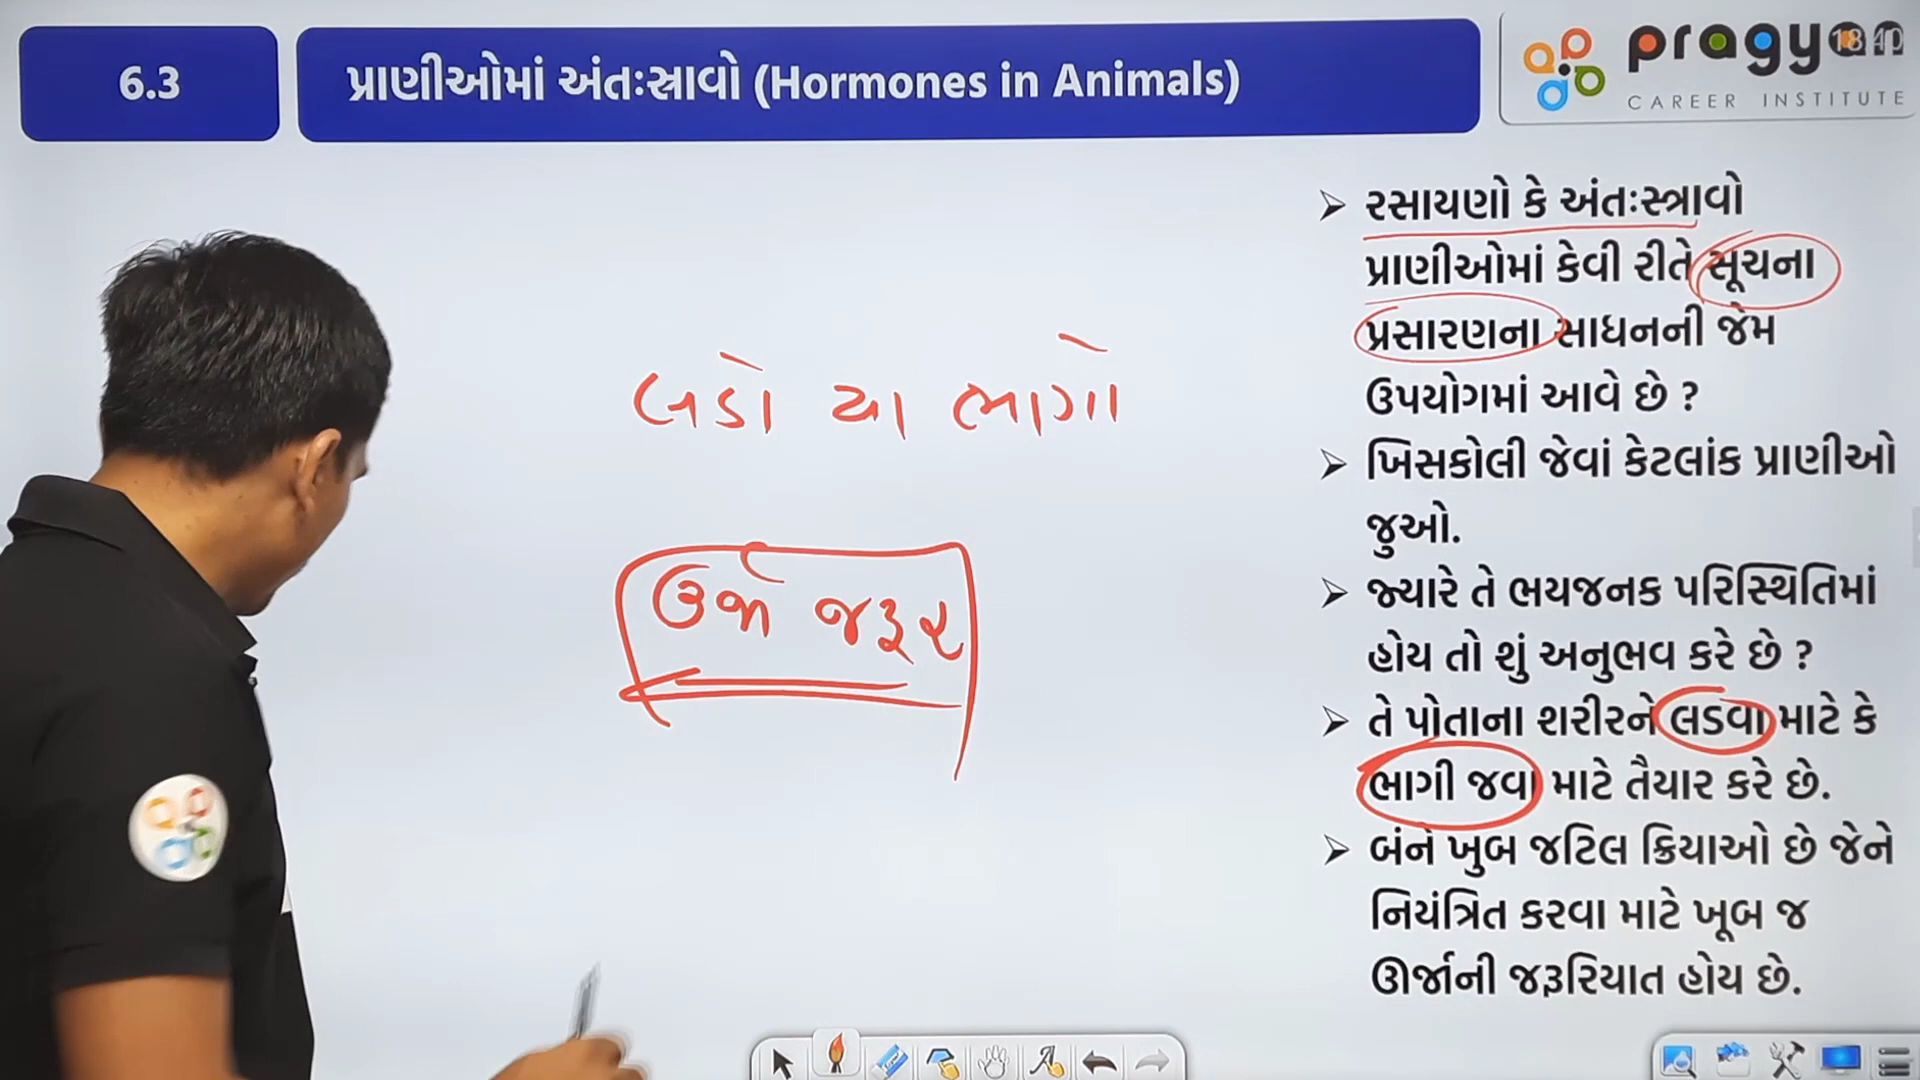 6.3
પ્રાણીઓમાં અંતઃસ્રાવો (Hormones in Animals)
pragyan
CAREER INSTITUTE
18:40
રસાયણો કે અંતઃસ્ત્રાવો
પ્રાણીઓમાં કેવી રીતે સૂચના
પ્રસારણના સાધનની જેમ
ઉપયોગમાં આવે છે ?
ખિસકોલી જેવાં કેટલાંક પ્રાણીઓ
જુઓ.
જ્યારે તે ભયજનક પરિસ્થિતિમાં
હોય તો શું અનુભવ કરે છે ?
તે પોતાના શરીરને લડવા માટે કે
ભાગી જવા માટે તૈયાર કરે છે.
બંને ખુબ જટિલ ક્રિયાઓ છે જેને
નિયંત્રિત કરવા માટે ખૂબ જ
ઊર્જાની જરૂરિયાત હોય છે.
લડો યા ભાગો
ઉર્જા જરૂર